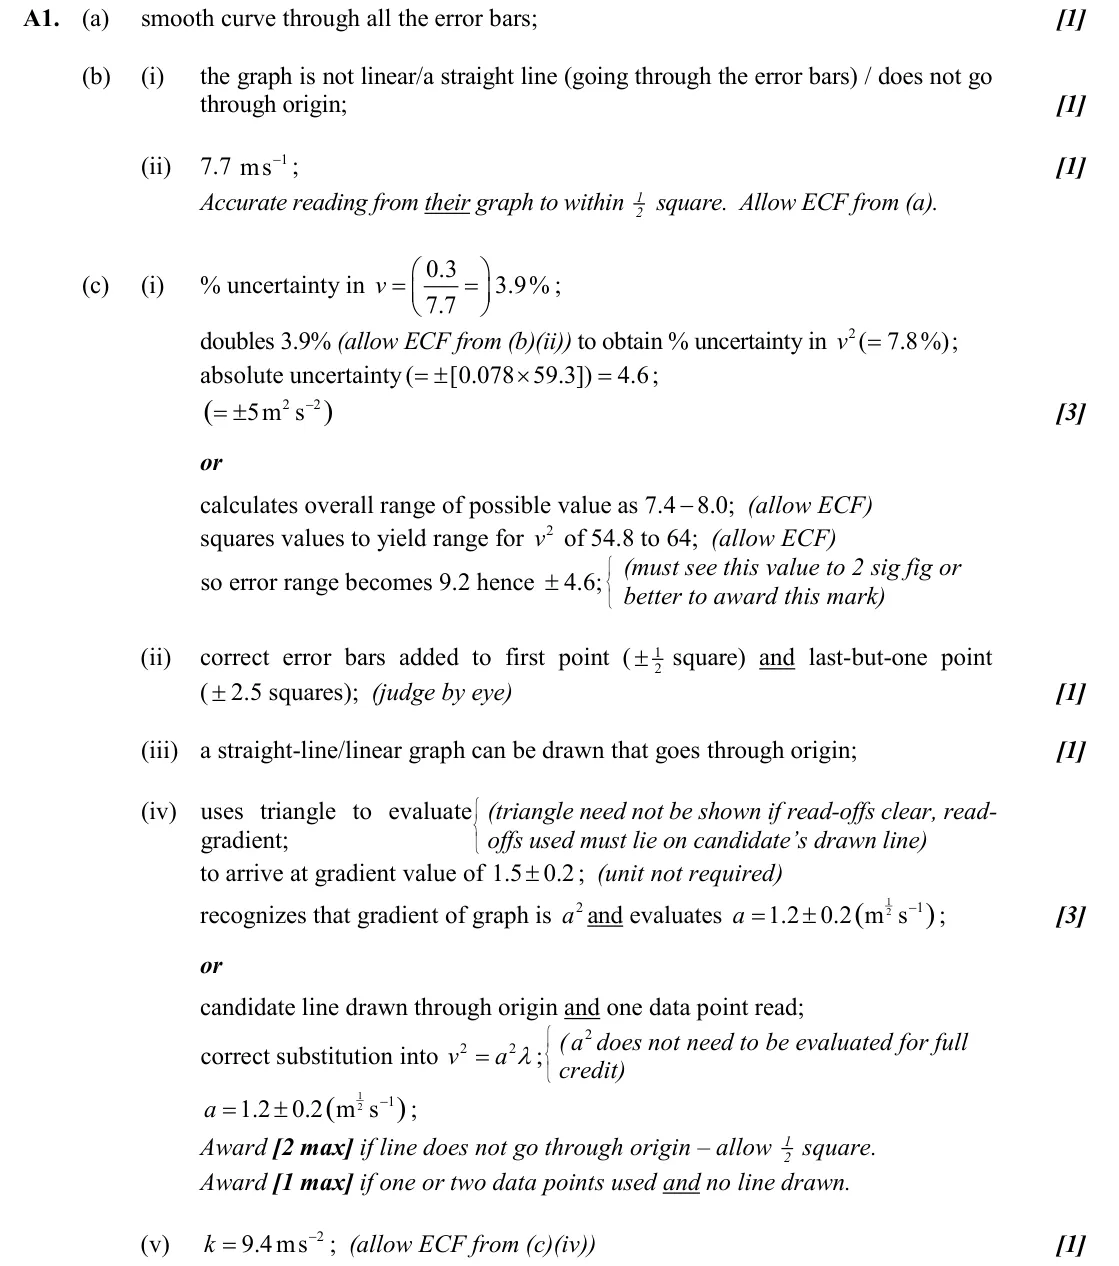 A1. (a) smooth curve through all the error bars; [1]
(b) (i) the graph is not linear/a straight line (going through the error bars) / does not go
through origin; [1]
(ii) 7.7 m s⁻¹ ; [1]
Accurate reading from their graph to within ½ square. Allow ECF from (a).
(c) (i) % uncertainty in v = (0.3/7.7 =) 3.9% ;
doubles 3.9% (allow ECF from (b)(ii)) to obtain % uncertainty in v² (= 7.8%) ;
absolute uncertainty (= ±[0.078 × 59.3]) = 4.6 ;
(= ±5 m² s⁻²) [3]
or
calculates overall range of possible value as 7.4 – 8.0; (allow ECF)
squares values to yield range for v² of 54.8 to 64; (allow ECF)
so error range becomes 9.2 hence ± 4.6; { (must see this value to 2 sig fig or
better to award this mark)
(ii) correct error bars added to first point (± ½ square) and last-but-one point
(± 2.5 squares); (judge by eye) [1]
(iii) a straight-line/linear graph can be drawn that goes through origin; [1]
(iv) uses triangle to evaluate { (triangle need not be shown if read-offs clear, read-
gradient; offs used must lie on candidate’s drawn line)
to arrive at gradient value of 1.5 ± 0.2 ; (unit not required)
recognizes that gradient of graph is a² and evaluates a = 1.2 ± 0.2 (m^½ s⁻¹) ; [3]
or
candidate line drawn through origin and one data point read;
correct substitution into v² = a²λ ; { (a² does not need to be evaluated for full
credit)
a = 1.2 ± 0.2 (m^½ s⁻¹) ;
Award [2 max] if line does not go through origin – allow ½ square.
Award [1 max] if one or two data points used and no line drawn.
(v) k = 9.4 m s⁻² ; (allow ECF from (c)(iv)) [1]